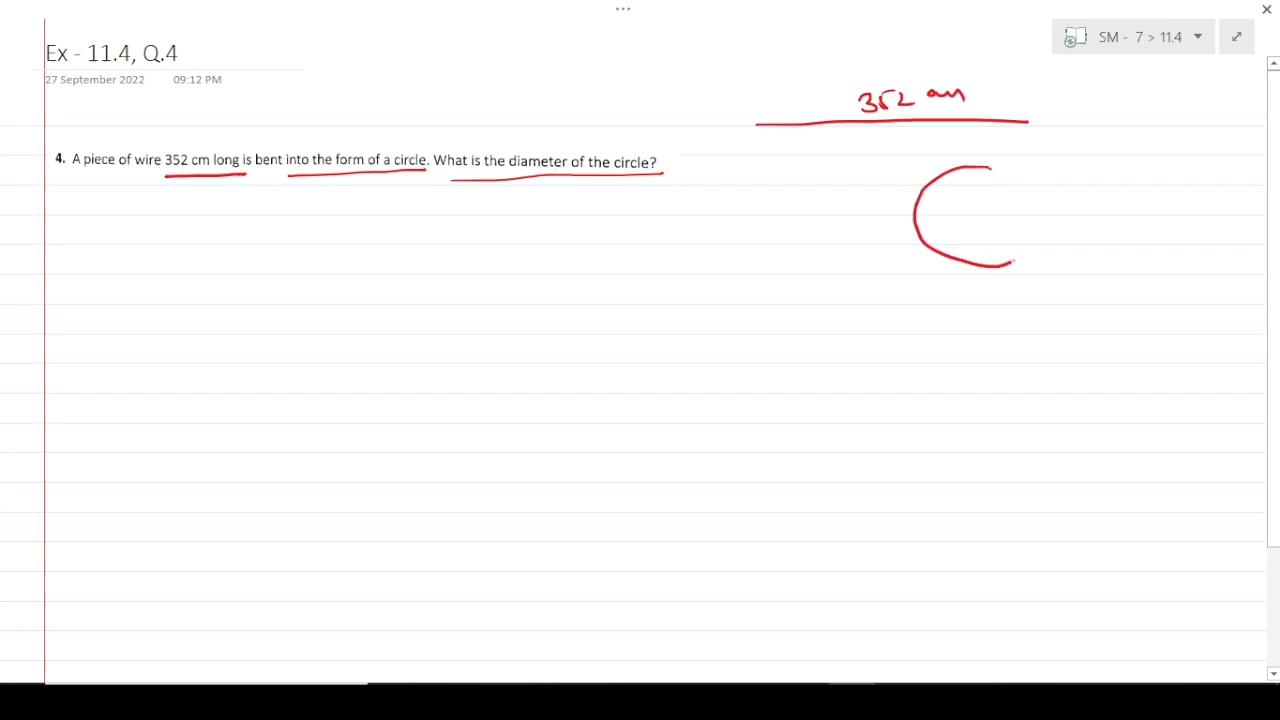 Ex - 11.4, Q.4
27 September 2022 09:12 PM
SM - 7 > 11.4
352 cm
4. A piece of wire 352 cm long is bent into the form of a circle. What is the diameter of the circle?